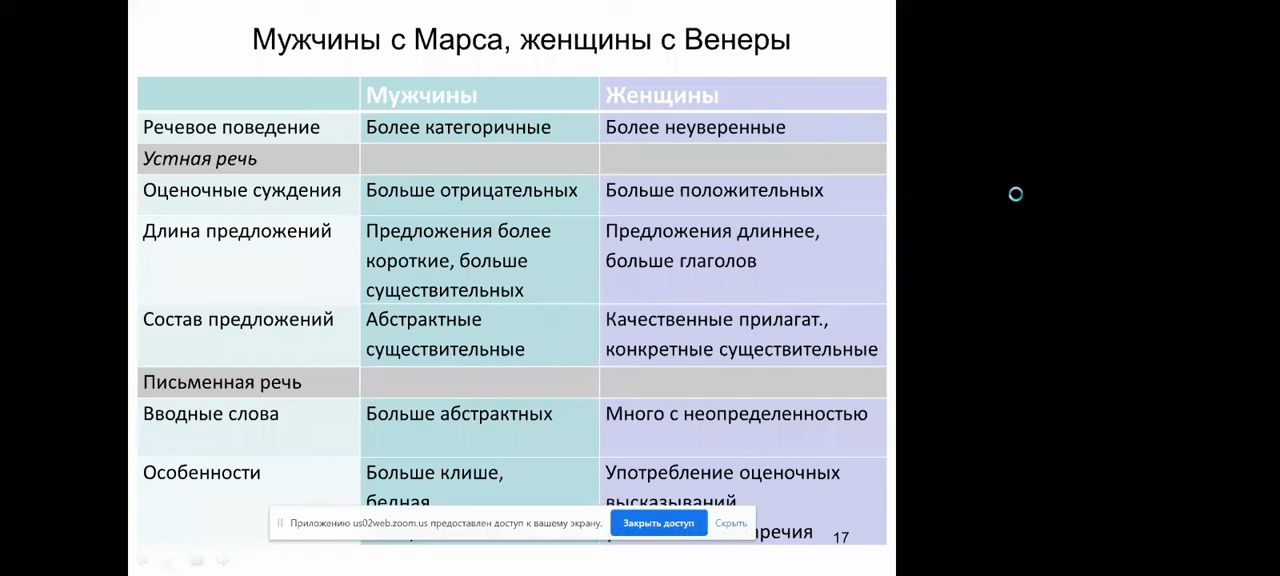 Мужчины с Марса, женщины с Венеры
Мужчины Женщины
Речевое поведение Более категоричные Более неуверенные
Устная речь
Оценочные суждения Больше отрицательных Больше положительных
Длина предложений Предложения более Предложения длиннее,
короткие, больше больше глаголов
существительных
Состав предложений Абстрактные Качественные прилагат.,
существительные конкретные существительные
Письменная речь
Вводные слова Больше абстрактных Много с неопределенностью
Особенности Больше клише, Употребление оценочных
бедная высказываний
Приложению us02web.zoom.us предоставлен доступ к вашему экрану. Закрыть доступ Скрыть
17